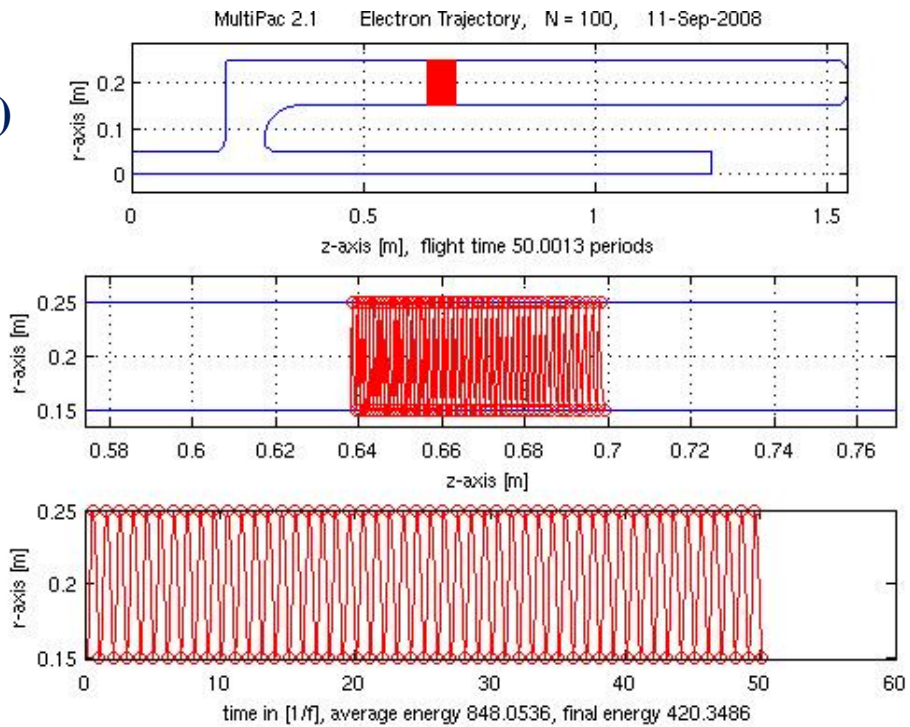 MultiPac 2.1 Electron Trajectory, N = 100, 11-Sep-2008
)
r-axis [m]
0.2
0.1
0
0 0.5 1 1.5
z-axis [m], flight time 50.0013 periods
r-axis [m]
0.25
0.2
0.15
0.58 0.6 0.62 0.64 0.66 0.68 0.7 0.72 0.74 0.76
z-axis [m]
r-axis [m]
0.25
0.2
0.15
0 10 20 30 40 50 60
time in [1/f], average energy 848.0536, final energy 420.3486